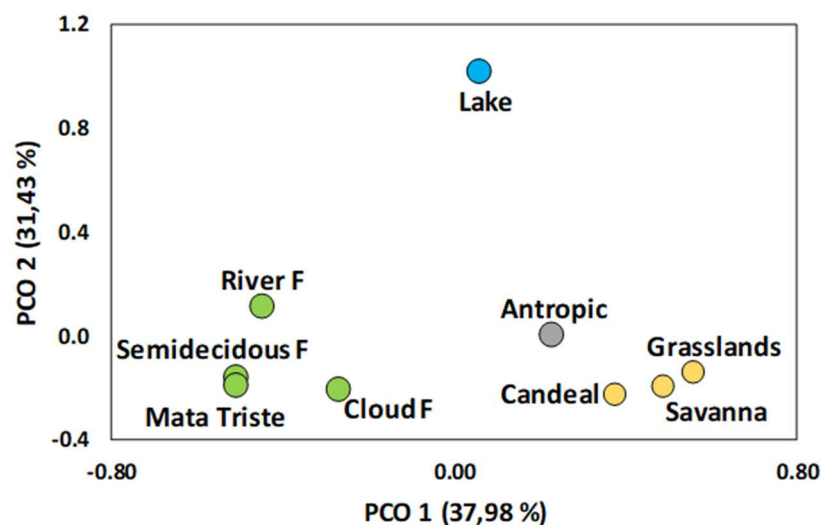 1.2
Lake
0.8
PCO 2 (31,43 %)
0.4
River F
Antropic
0.0
Semidecidous F
Grasslands
Candeal
Mata Triste
Cloud F
Savanna
-0.4
-0.80
0.00
0.80
PCO 1 (37,98 %)